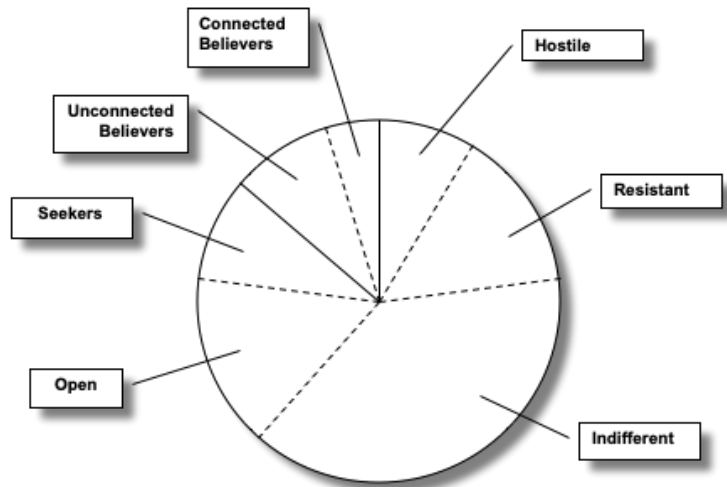 Connected
Believers
Hostile
Unconnected
Believers
Resistant
Seekers
Open
Indifferent